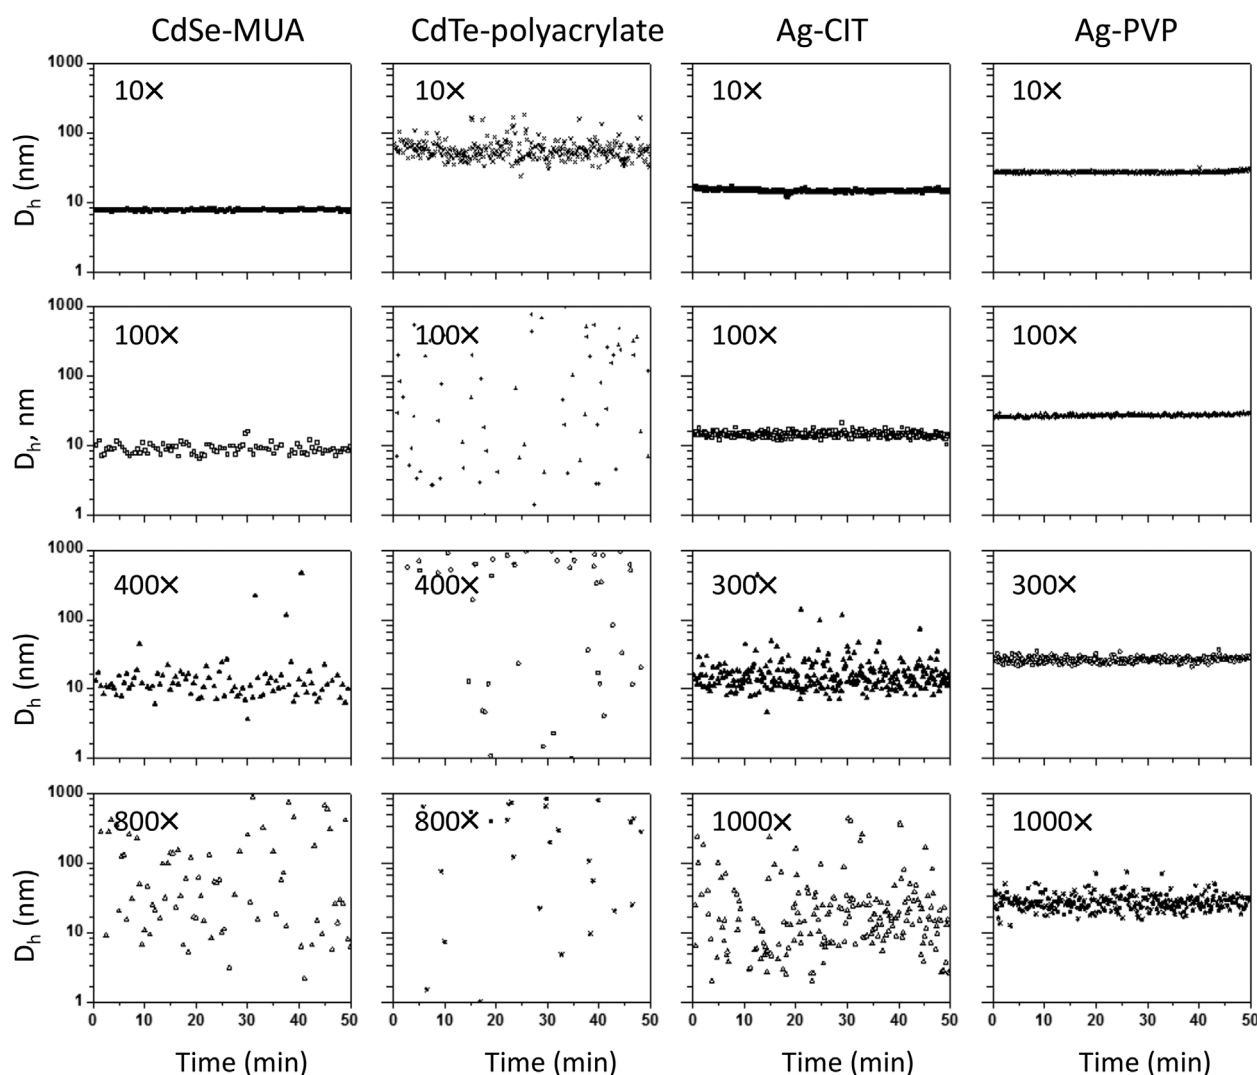 CdSe-MUA CdTe-polyacrylate Ag-CIT Ag-PVP
1000 10× 10× 10× 10×
100
Dh (nm)
10
1
1000 100× 100× 100× 100×
100
Dh, nm
10
1
1000 400× 400× 300× 300×
100
Dh (nm)
10
1
1000 800× 800× 1000× 1000×
100
Dh (nm)
10
1
0 10 20 30 40 50 0 10 20 30 40 50 0 10 20 30 40 50 0 10 20 30 40 50
Time (min) Time (min) Time (min) Time (min)